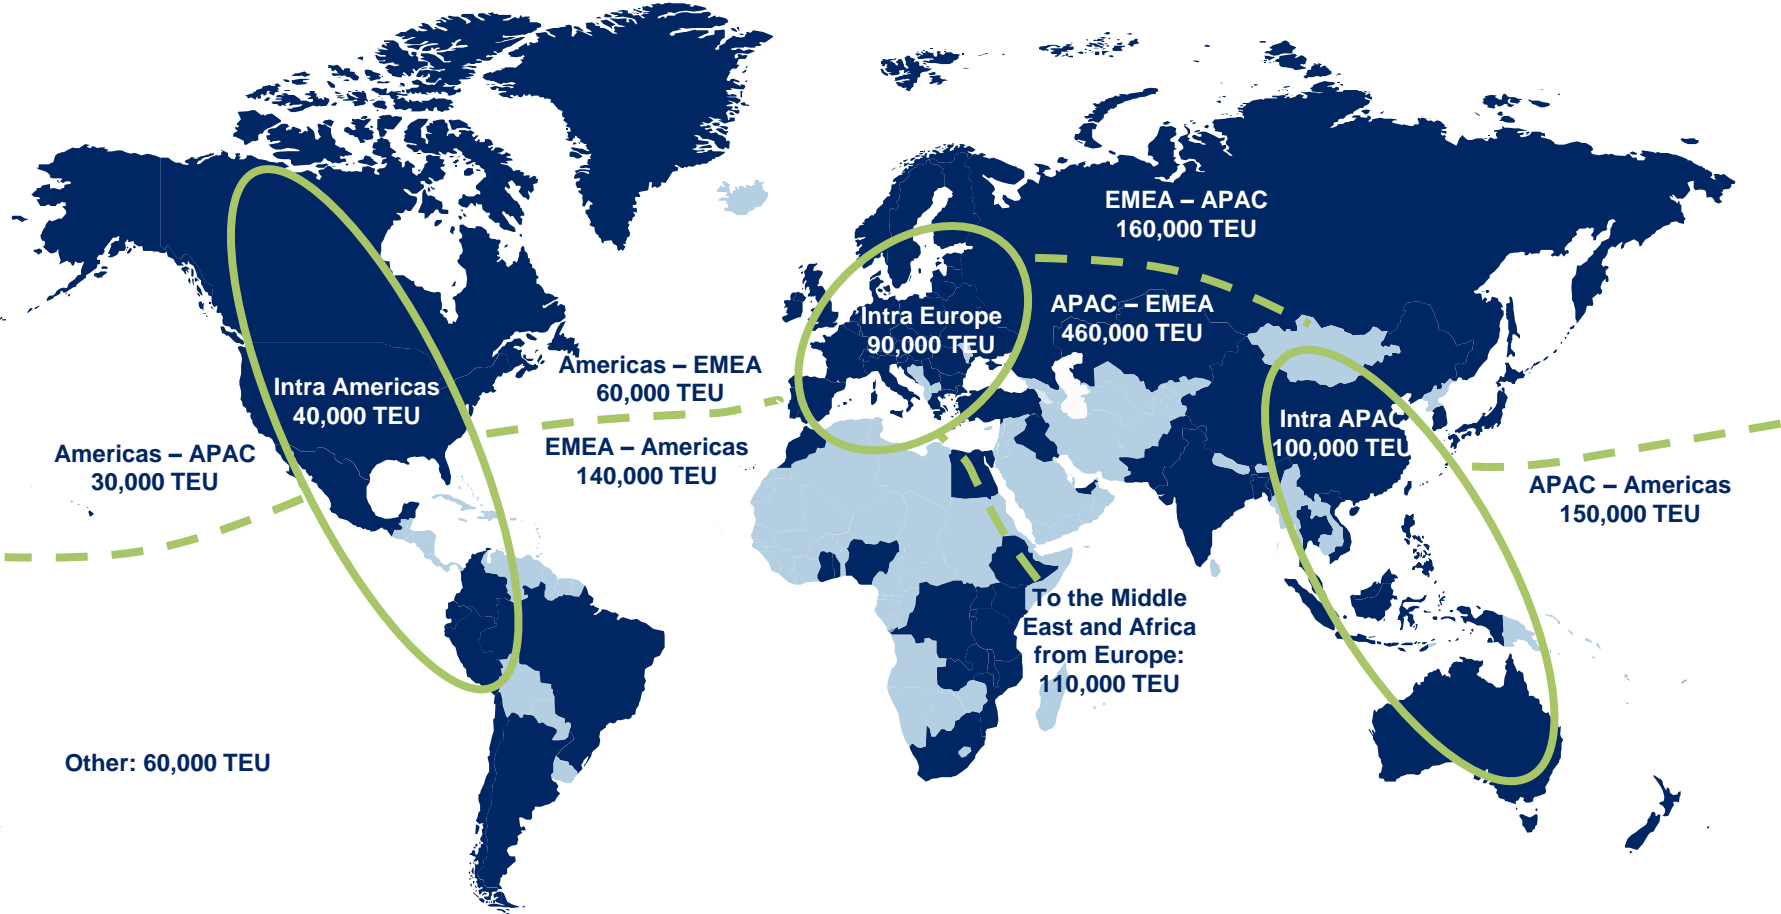 EMEA – APAC
160,000 TEU
APAC – EMEA
460,000 TEU
Intra Europe
90,000 TEU
Americas – EMEA
60,000 TEU
Intra Americas
40,000 TEU
Intra APAC
100,000 TEU
EMEA – Americas
140,000 TEU
Americas – APAC
30,000 TEU
APAC – Americas
150,000 TEU
To the Middle
East and Africa
from Europe:
110,000 TEU
Other: 60,000 TEU